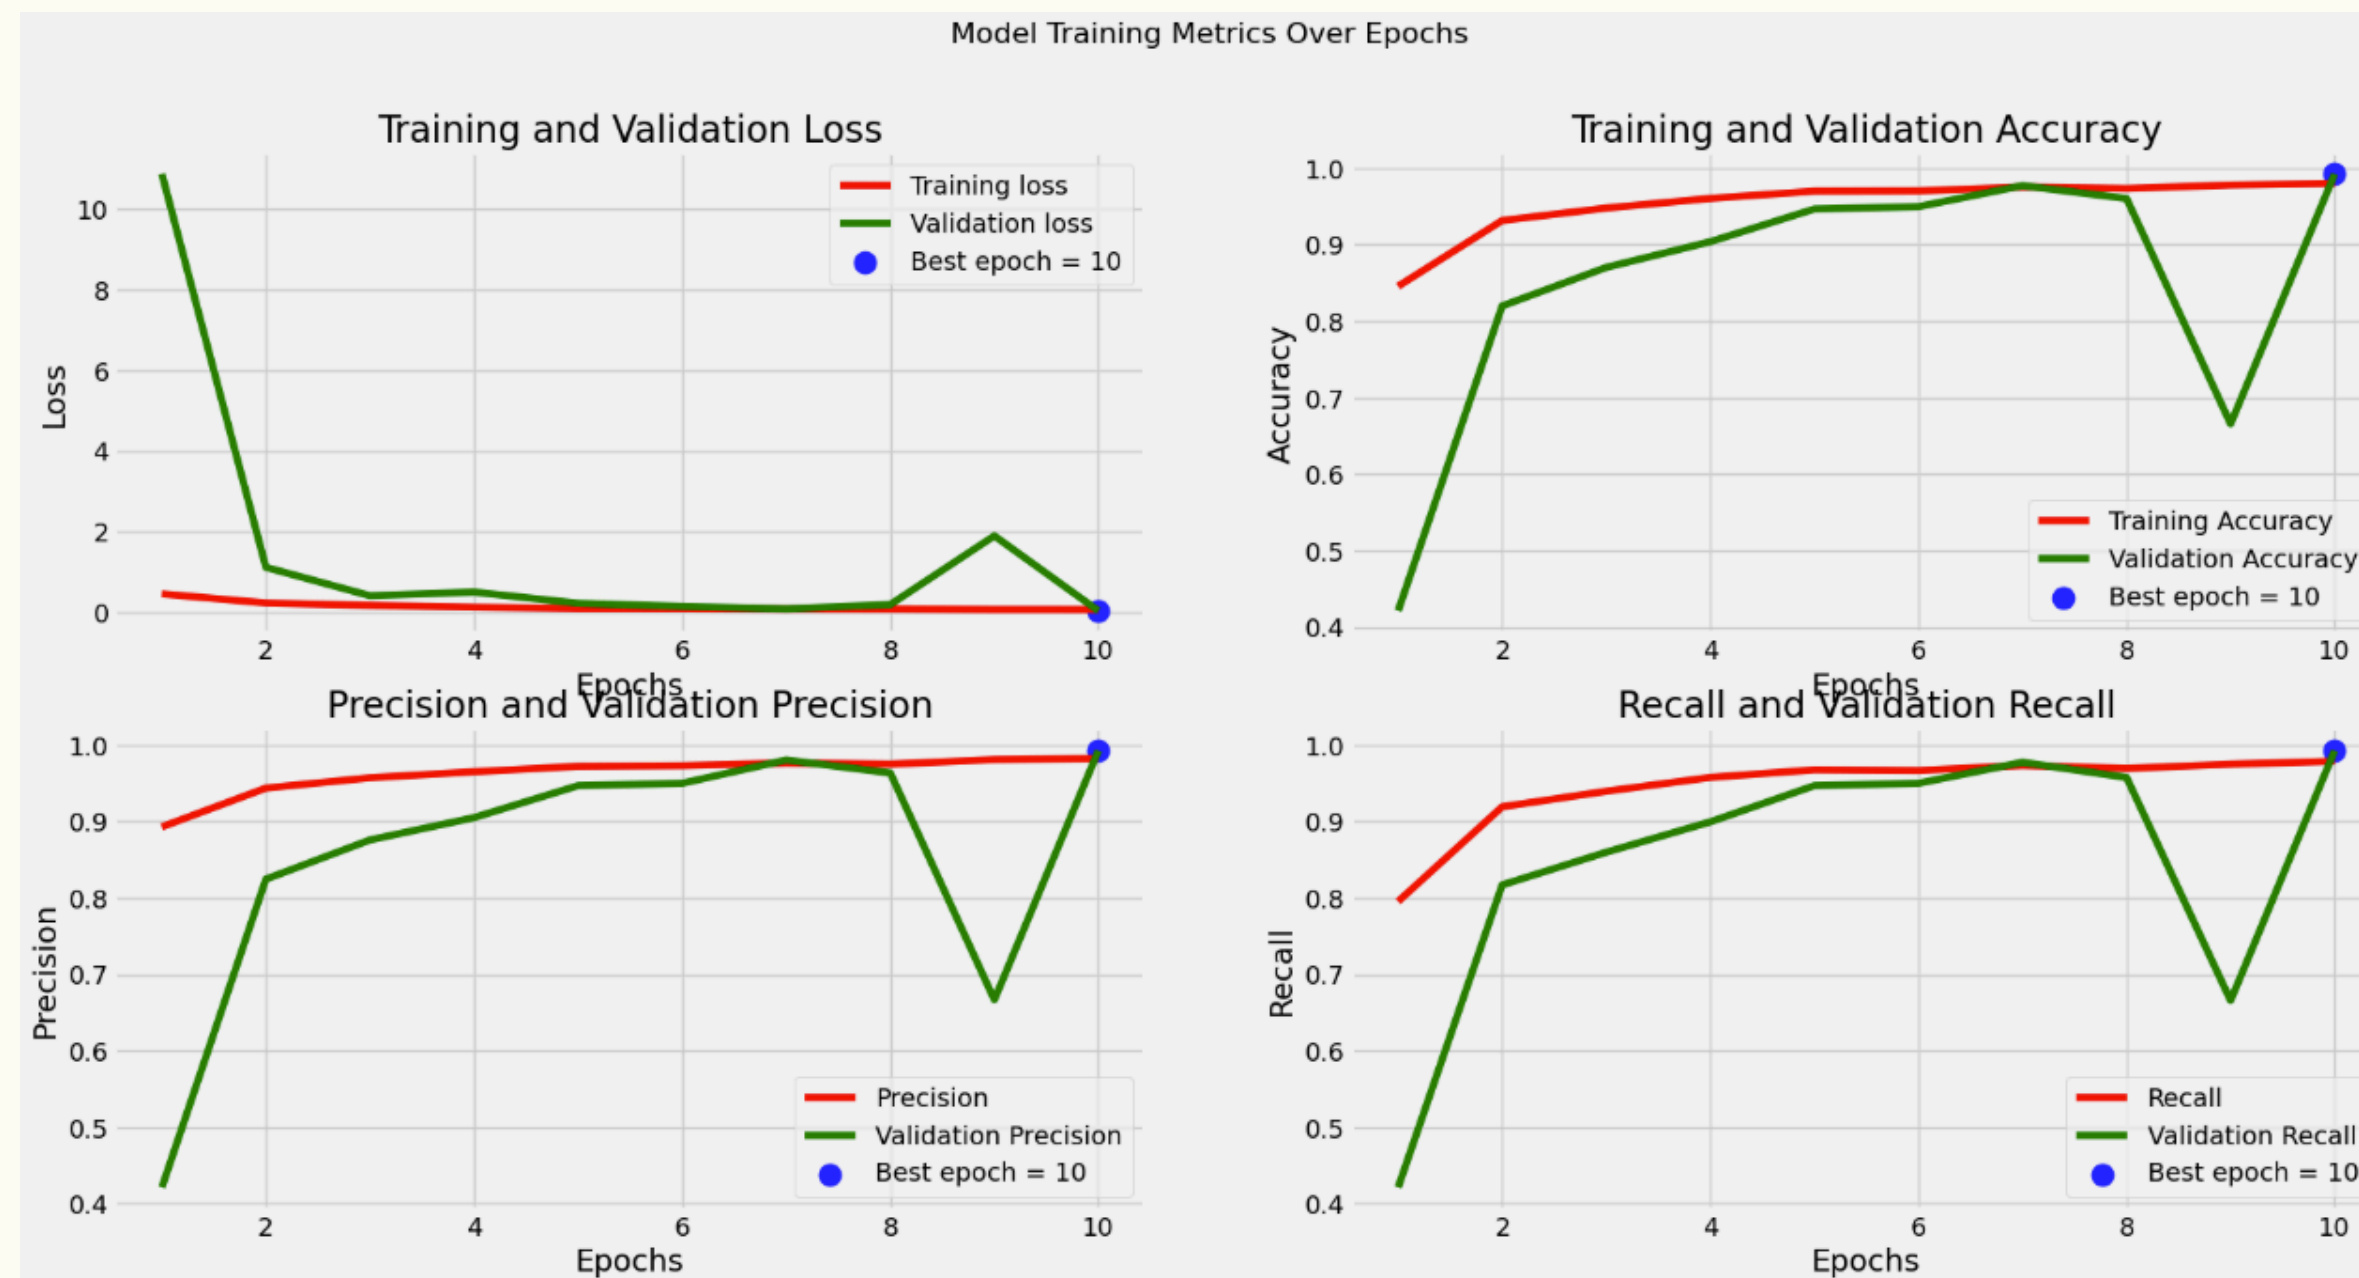 Model Training Metrics Over Epochs
Training and Validation Loss
Loss
10
8
6
4
2
0
Training loss
Validation loss
Best epoch = 10
2 4 6 8 10
Epochs
Training and Validation Accuracy
Accuracy
1.0
0.9
0.8
0.7
0.6
0.5
0.4
Training Accuracy
Validation Accuracy
Best epoch = 10
2 4 6 8 10
Epochs
Precision and Validation Precision
Precision
1.0
0.9
0.8
0.7
0.6
0.5
0.4
Precision
Validation Precision
Best epoch = 10
2 4 6 8 10
Epochs
Recall and Validation Recall
Recall
1.0
0.9
0.8
0.7
0.6
0.5
0.4
Recall
Validation Recall
Best epoch = 10
2 4 6 8 10
Epochs